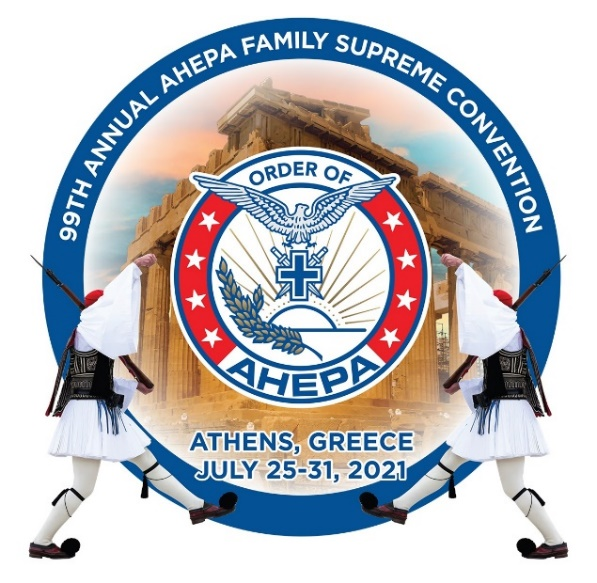 99TH ANNUAL AHEPA FAMILY SUPREME CONVENTION
ORDER OF
AHEPA
ATHENS, GREECE
JULY 25-31, 2021